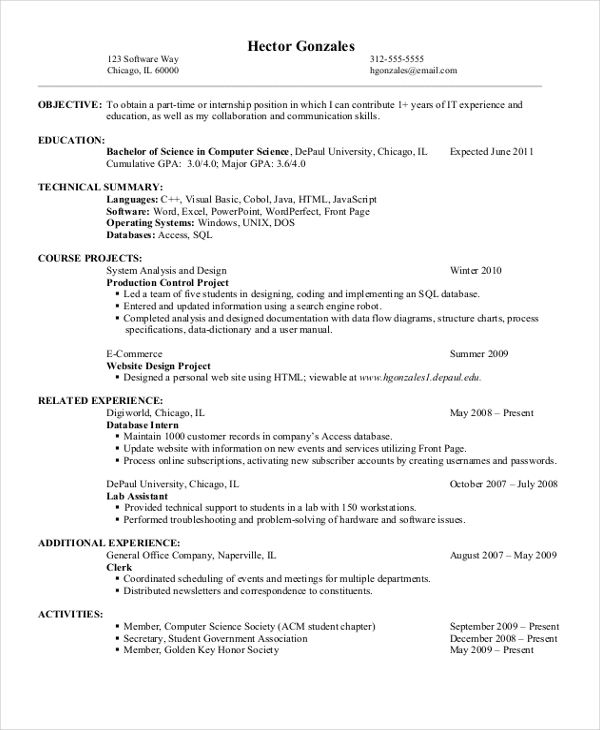 Hector Gonzales
123 Software Way 312-555-5555
Chicago, IL 60000 hgonzales@email.com
OBJECTIVE: To obtain a part-time or internship position in which I can contribute 1+ years of IT experience and
education, as well as my collaboration and communication skills.
EDUCATION:
Bachelor of Science in Computer Science, DePaul University, Chicago, IL Expected June 2011
Cumulative GPA: 3.0/4.0; Major GPA: 3.6/4.0
TECHNICAL SUMMARY:
Languages: C++, Visual Basic, Cobol, Java, HTML, JavaScript
Software: Word, Excel, PowerPoint, WordPerfect, Front Page
Operating Systems: Windows, UNIX, DOS
Databases: Access, SQL
COURSE PROJECTS:
System Analysis and Design Winter 2010
Production Control Project
▪ Led a team of five students in designing, coding and implementing an SQL database.
▪ Entered and updated information using a search engine robot.
▪ Completed analysis and designed documentation with data flow diagrams, structure charts, process
specifications, data-dictionary and a user manual.
E-Commerce Summer 2009
Website Design Project
▪ Designed a personal web site using HTML; viewable at www.hgonzales1.depaul.edu.
RELATED EXPERIENCE:
Digiworld, Chicago, IL May 2008 – Present
Database Intern
▪ Maintain 1000 customer records in company's Access database.
▪ Update website with information on new events and services utilizing Front Page.
▪ Process online subscriptions, activating new subscriber accounts by creating usernames and passwords.
DePaul University, Chicago, IL October 2007 – July 2008
Lab Assistant
▪ Provided technical support to students in a lab with 150 workstations.
▪ Performed troubleshooting and problem-solving of hardware and software issues.
ADDITIONAL EXPERIENCE:
General Office Company, Naperville, IL August 2007 – May 2009
Clerk
▪ Coordinated scheduling of events and meetings for multiple departments.
▪ Distributed newsletters and correspondence to constituents.
ACTIVITIES:
▪ Member, Computer Science Society (ACM student chapter) September 2009 – Present
▪ Secretary, Student Government Association December 2008 – Present
▪ Member, Golden Key Honor Society May 2009 – Present